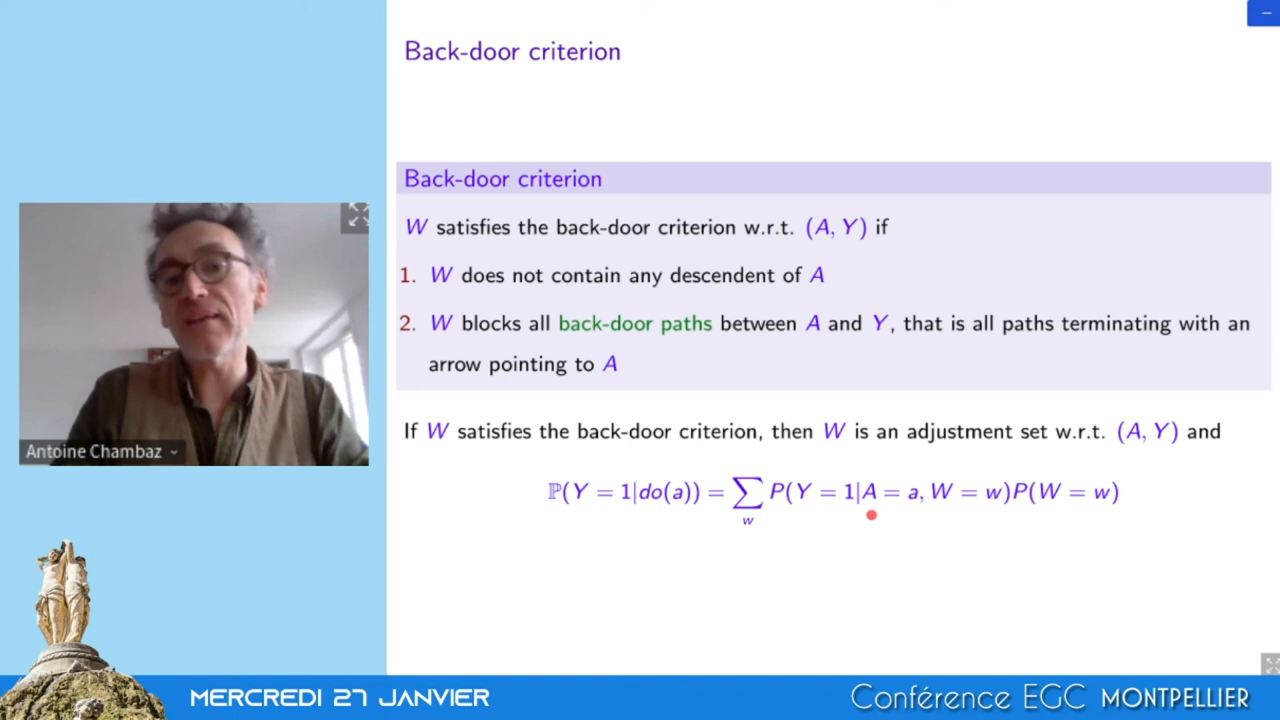 Back-door criterion
Back-door criterion
W satisfies the back-door criterion w.r.t. (A, Y) if
1. W does not contain any descendent of A
2. W blocks all back-door paths between A and Y, that is all paths terminating with an
arrow pointing to A
If W satisfies the back-door criterion, then W is an adjustment set w.r.t. (A, Y) and
ℙ(Y = 1|do(a)) = ∑ P(Y = 1|A = a, W = w)P(W = w)
w
Antoine Chambaz
MERCREDI 27 JANVIER
Conférence EGC MONTPELLIER